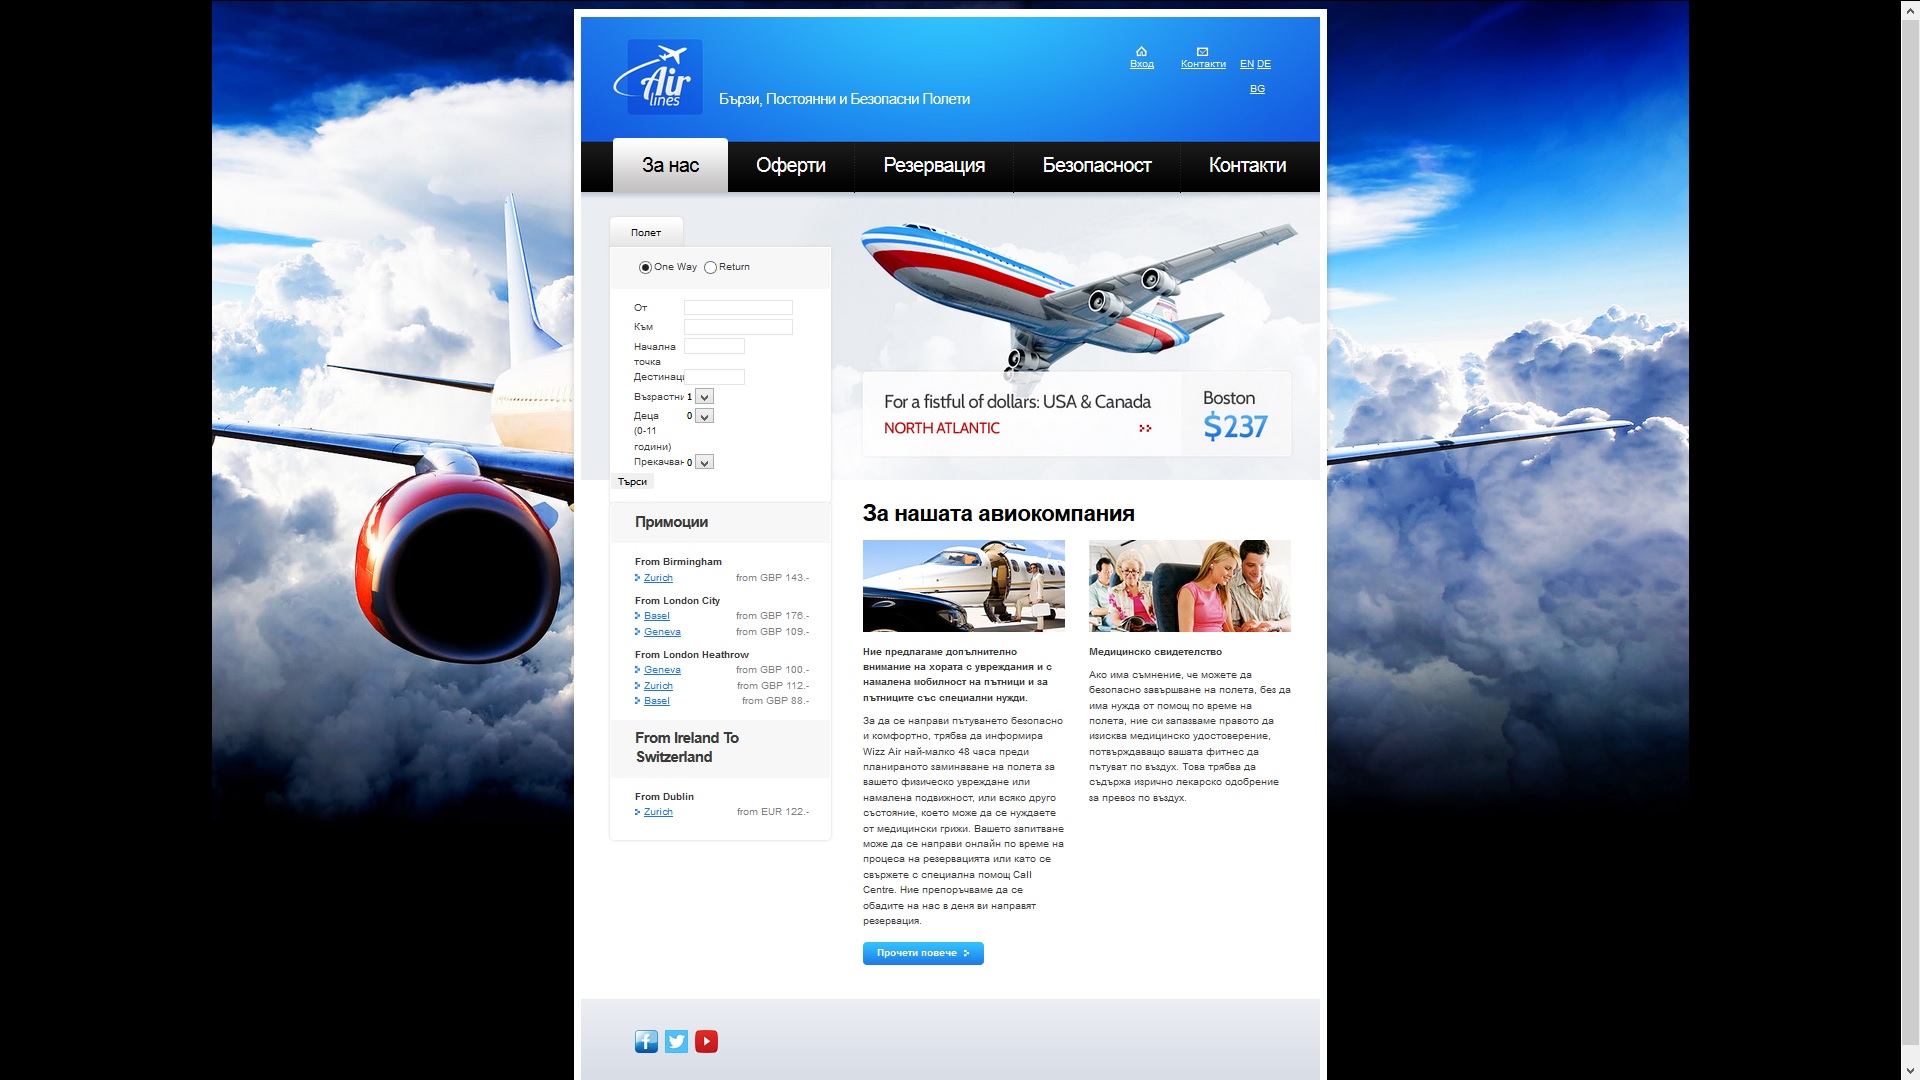 Air
lines
Бързи, Постоянни и Безопасни Полети
Вход
Контакти
EN DE
BG
За нас
Оферти
Резервация
Безопасност
Контакти
Полет
One Way Return
От
Към
Начална
точка
Дестинаци
Възрастни 1
Деца 0
(0-11
години)
Прекачван 0
Търси
For a fistful of dollars: USA & Canada
NORTH ATLANTIC
Boston
$237
Примоции
From Birmingham
Zurich from GBP 143.-
From London City
Basel from GBP 176.-
Geneva from GBP 109.-
From London Heathrow
Geneva from GBP 100.-
Zurich from GBP 112.-
Basel from GBP 88.-
From Ireland To
Switzerland
From Dublin
Zurich from EUR 122.-
За нашата авиокомпания
Ние предлагаме допълнително
внимание на хората с увреждания и с
намалена мобилност на пътници и за
пътниците със специални нужди.
За да се направи пътуването безопасно
и комфортно, трябва да информира
Wizz Air най-малко 48 часа преди
планираното заминаване на полета за
вашето физическо увреждане или
намалена подвижност, или всяко друго
състояние, което може да се нуждаете
от медицински грижи. Вашето запитване
може да се направи онлайн по време на
процеса на резервацията или като се
свържете с специална помощ Call
Centre. Ние препоръчваме да се
обадите на нас в деня ви направят
резервация.
Прочети повече
Медицинско свидетелство
Ако има съмнение, че можете да
безопасно завършване на полета, без да
има нужда от помощ по време на
полета, ние си запазваме правото да
изисква медицинско удостоверение,
потвърждаващо вашата фитнес да
пътуват по въздух. Това трябва да
съдържа изрично лекарско одобрение
за превоз по въздух.